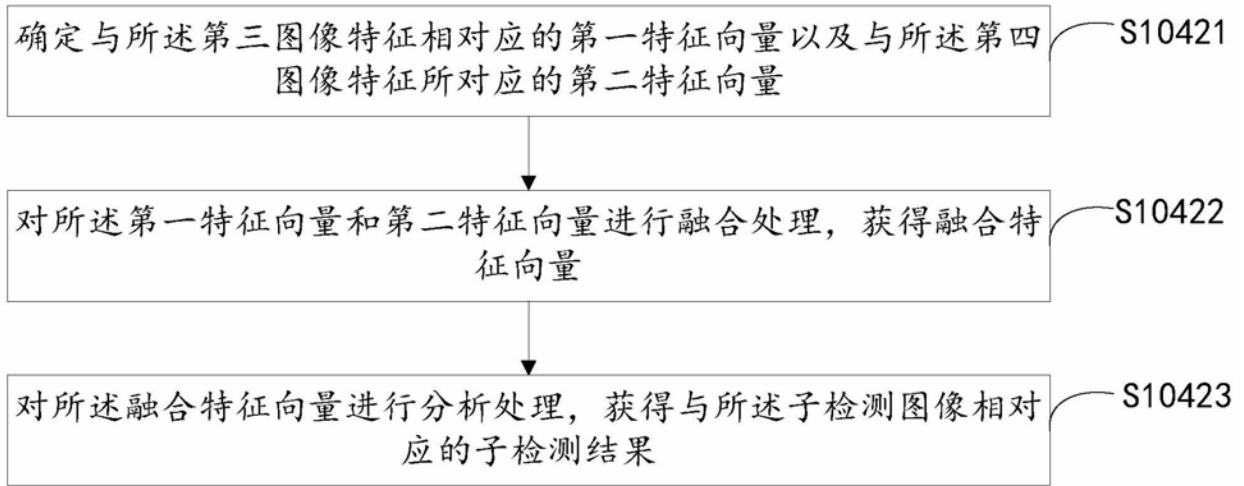 确定与所述第三图像特征相对应的第一特征向量以及与所述第四
图像特征所对应的第二特征向量
S10421
对所述第一特征向量和第二特征向量进行融合处理，获得融合特
征向量
S10422
对所述融合特征向量进行分析处理，获得与所述子检测图像相对
应的子检测结果
S10423